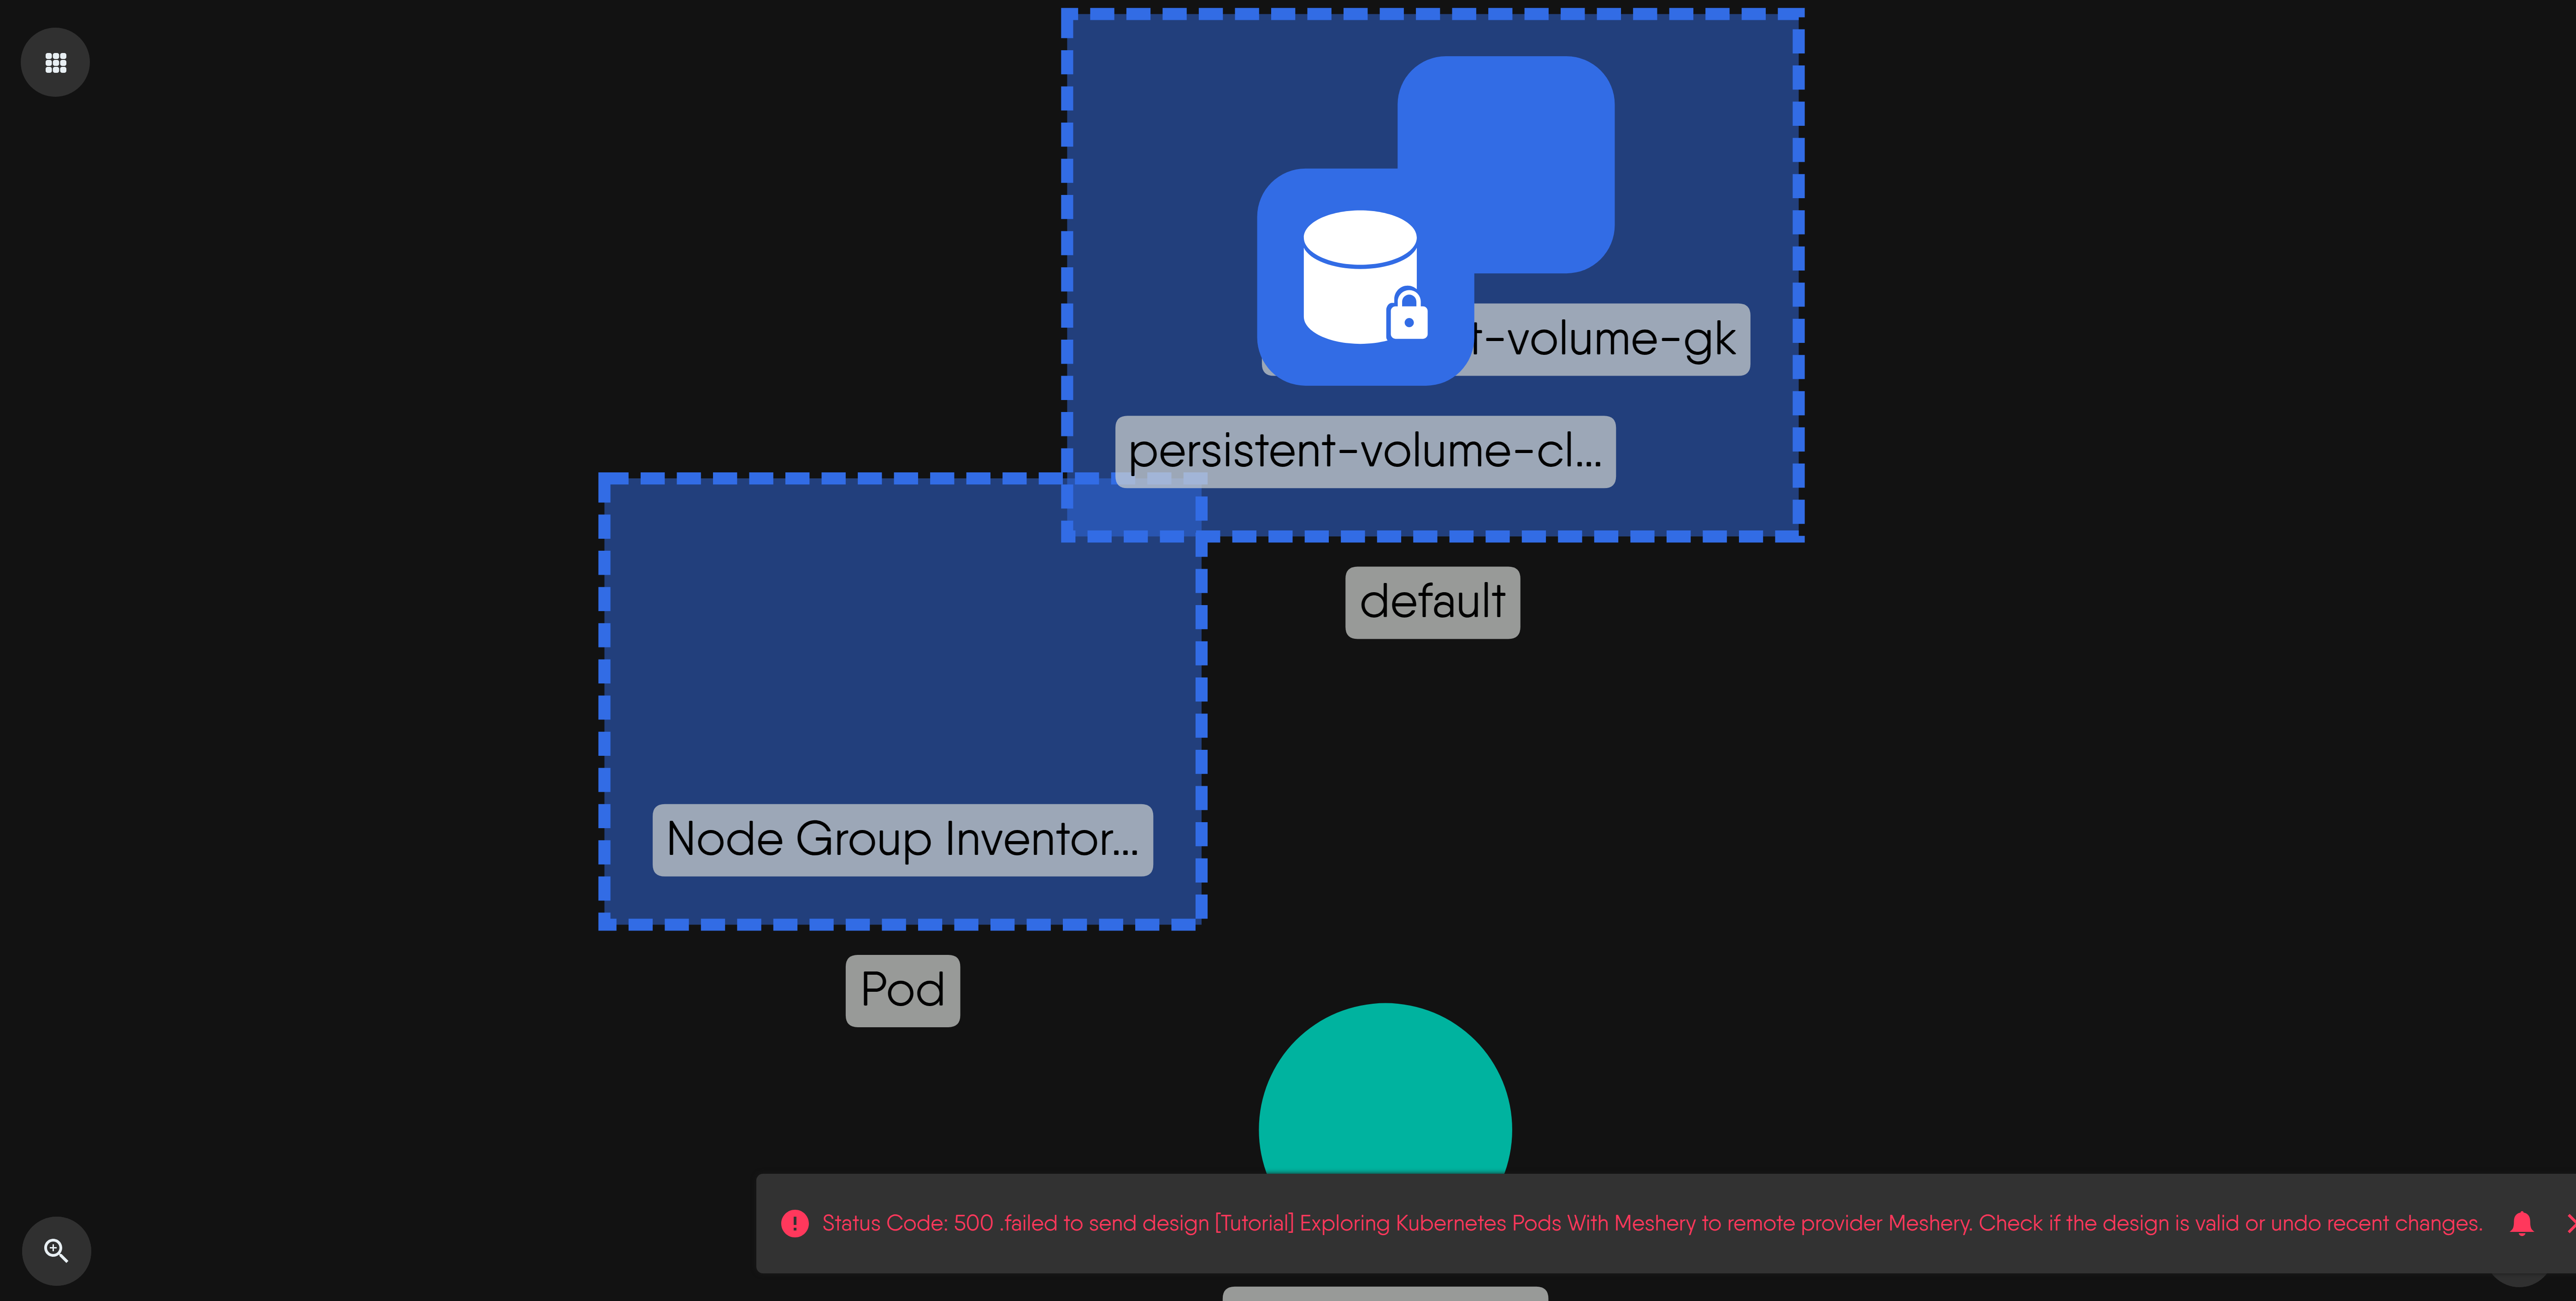 t-volume-gk
persistent-volume-cl...
default
Node Group Inventor...
Pod
Status Code: 500 .failed to send design [Tutorial] Exploring Kubernetes Pods With Meshery to remote provider Meshery. Check if the design is valid or undo recent changes.